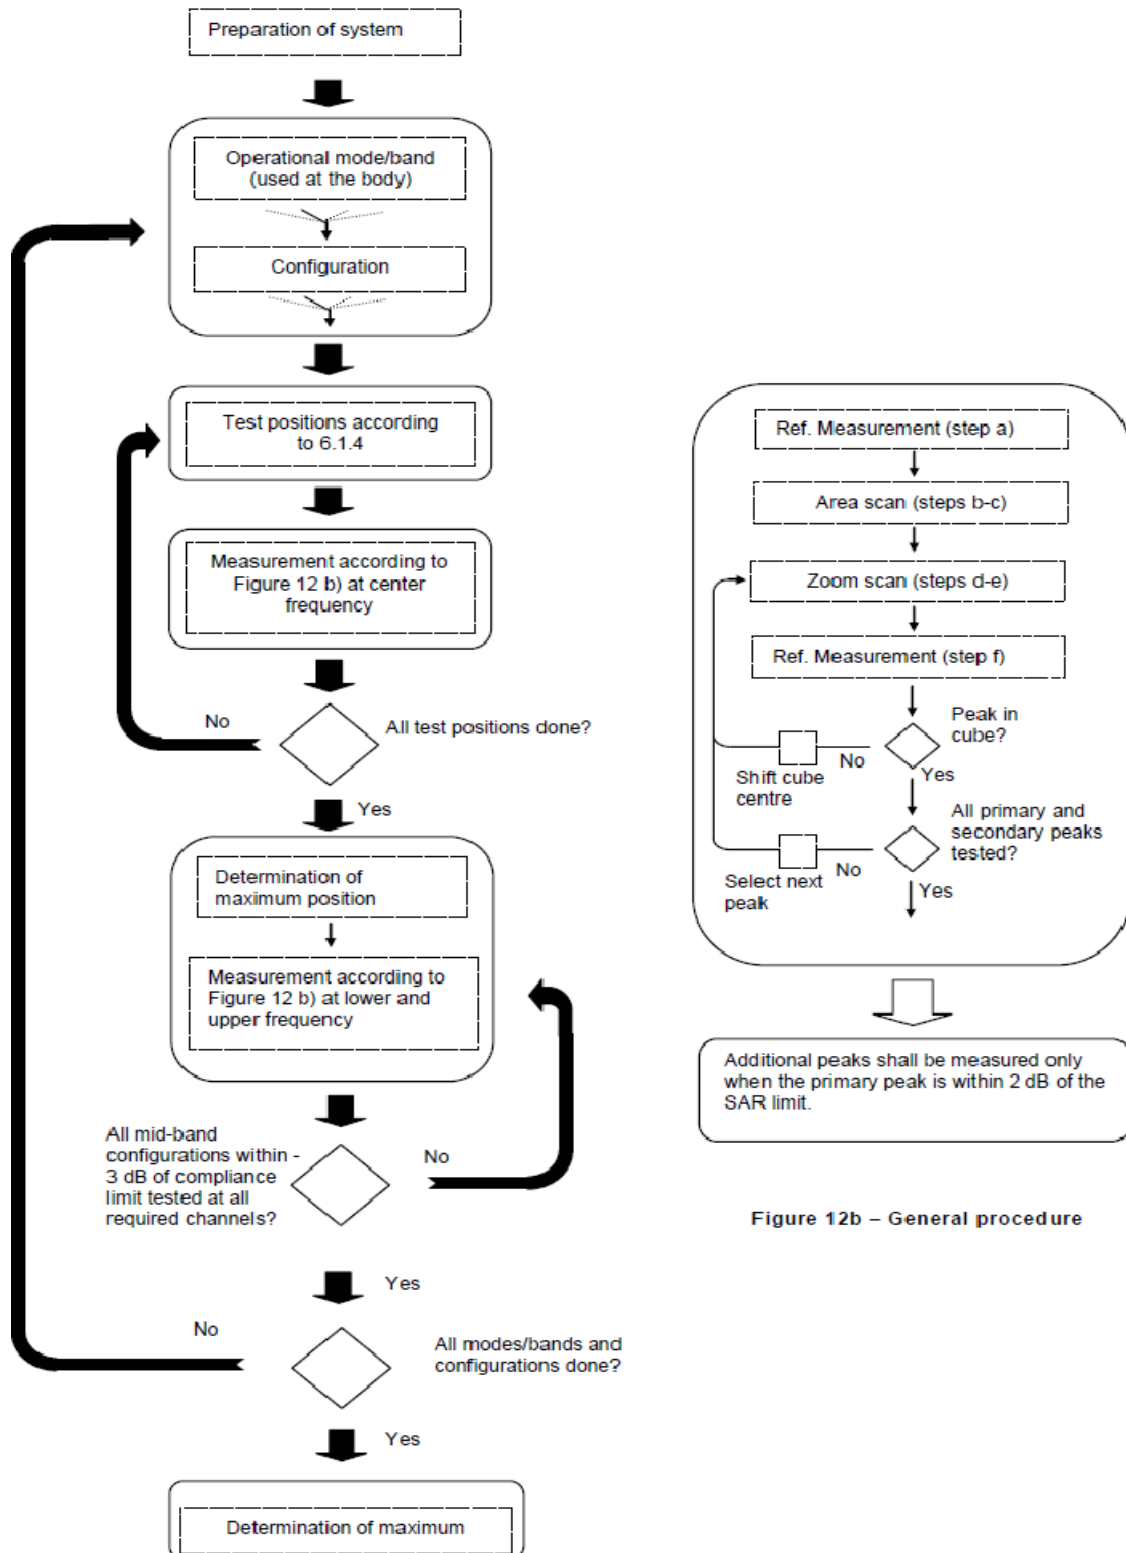 Preparation of system
Operational mode/band
(used at the body)
Configuration
Test positions according
to 6.1.4
Measurement according to
Figure 12 b) at center
frequency
No
All test positions done?
Yes
Determination of
maximum position
Measurement according to
Figure 12 b) at lower and
upper frequency
All mid-band
configurations within -
3 dB of compliance
limit tested at all
required channels?
No
Yes
No
All modes/bands and
configurations done?
Yes
Determination of maximum
Ref. Measurement (step a)
Area scan (steps b-c)
Zoom scan (steps d-e)
Ref. Measurement (step f)
Peak in
cube?
No
Shift cube
centre
Yes
All primary and
secondary peaks
tested?
No
Select next
peak
Yes
Additional peaks shall be measured only
when the primary peak is within 2 dB of the
SAR limit.
Figure 12b – General procedure